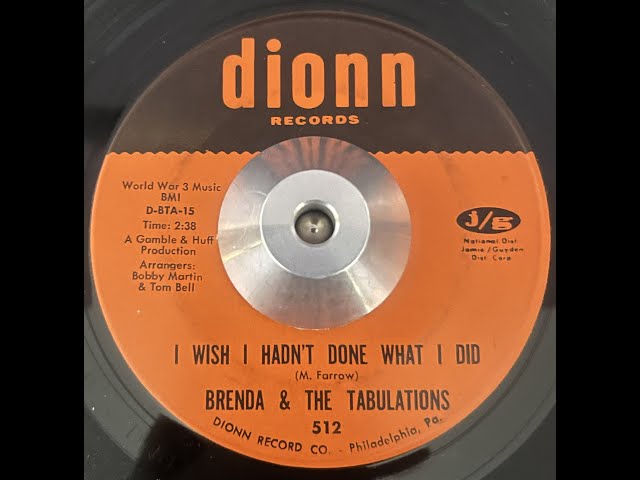 dionn
RECORDS
World War 3 Music
BMI
D-BTA-15
Time: 2:38
A Gamble & Huff
Production
Arrangers:
Bobby Martin
& Tom Bell
j/g
National Dist.
Jamie/Guyden
Dist. Corp.
I WISH I HADN'T DONE WHAT I DID
(M. Farrow)
BRENDA & THE TABULATIONS
512
DIONN RECORD CO. - Philadelphia, Pa.